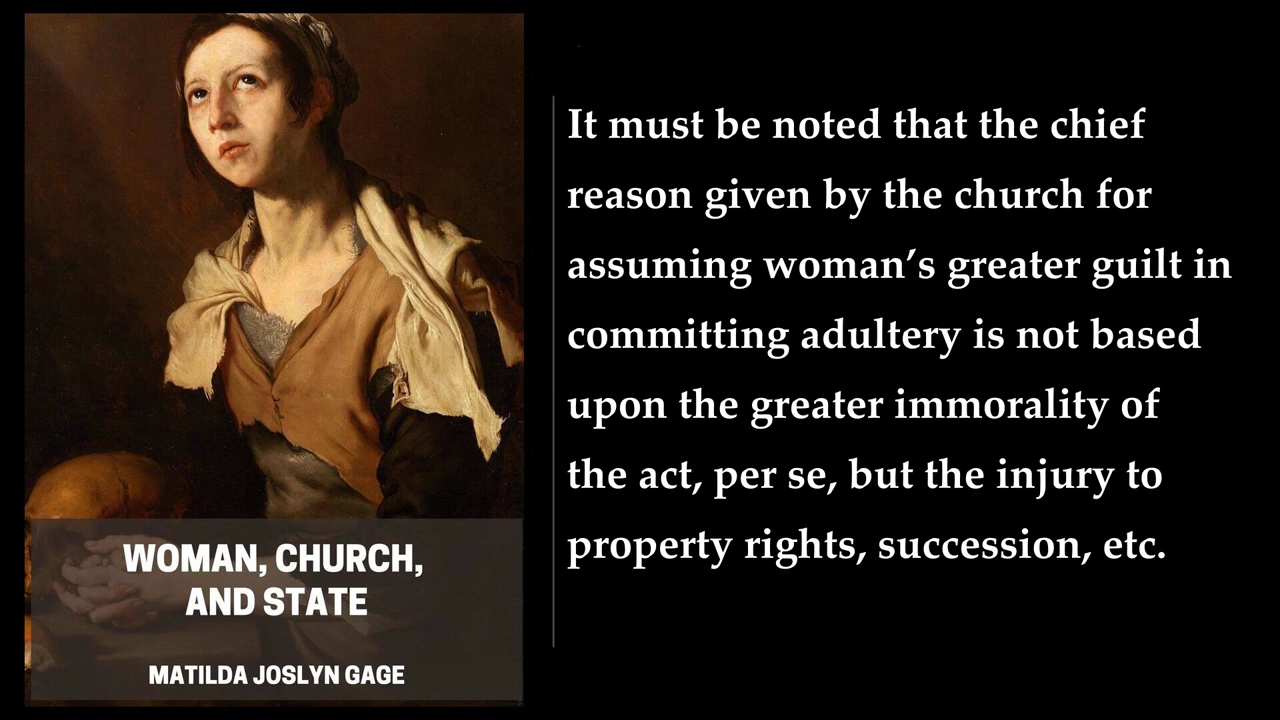 WOMAN, CHURCH,
AND STATE
MATILDA JOSLYN GAGE
It must be noted that the chief
reason given by the church for
assuming woman’s greater guilt in
committing adultery is not based
upon the greater immorality of
the act, per se, but the injury to
property rights, succession, etc.